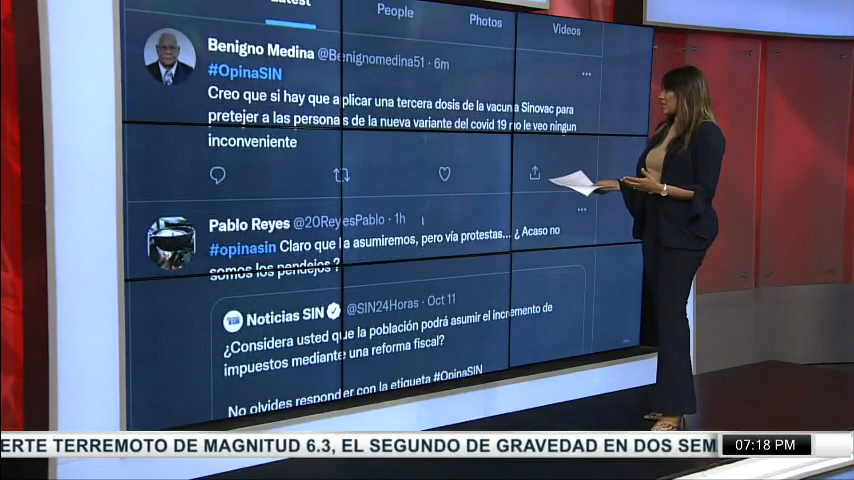 Latest
People
Photos
Videos
Benigno Medina @Benignomedina51 · 6m
#OpinaSIN
Creo que si hay que aplicar una tercera dosis de la vacuna Sinovac para
pretejer a las personas de la nueva variante del covid 19 no le veo ningun
inconveniente
Pablo Reyes @20ReyesPablo · 1h
#opinasin Claro que la asumiremos, pero vía protestas... ¿ Acaso no
somos los pendejos ?
Noticias SIN @SIN24Horas · Oct 11
¿Considera usted que la población podrá asumir el incremento de
impuestos mediante una reforma fiscal?
No olvides responder con la etiqueta #OpinaSIN
ERTE TERREMOTO DE MAGNITUD 6.3, EL SEGUNDO DE GRAVEDAD EN DOS SEM
07:18 PM